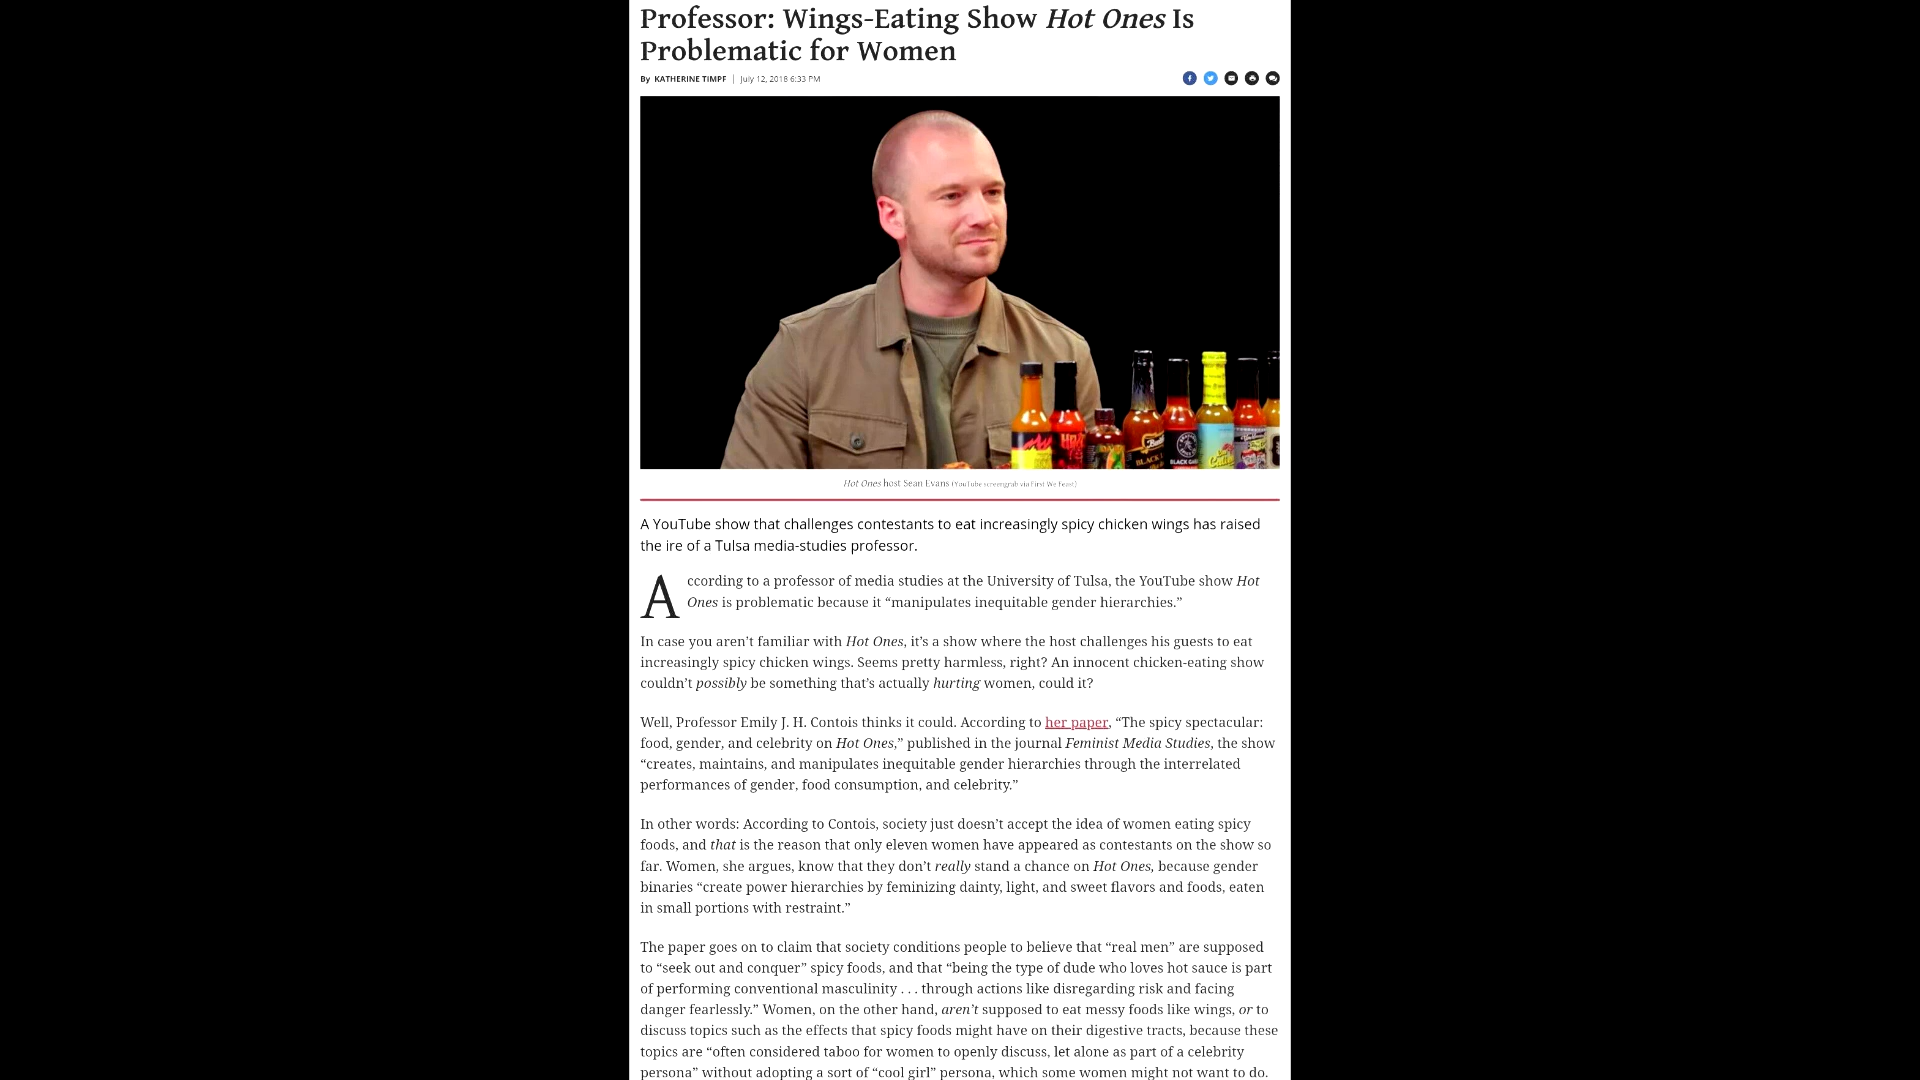 Professor: Wings-Eating Show Hot Ones Is
Problematic for Women
By KATHERINE TIMPF | July 12, 2018 6:33 PM
BLACK GA
Hot Ones host Sean Evans (YouTube screengrab via First We Feast)
A YouTube show that challenges contestants to eat increasingly spicy chicken wings has raised
the ire of a Tulsa media-studies professor.
According to a professor of media studies at the University of Tulsa, the YouTube show Hot
Ones is problematic because it “manipulates inequitable gender hierarchies.”
In case you aren’t familiar with Hot Ones, it’s a show where the host challenges his guests to eat
increasingly spicy chicken wings. Seems pretty harmless, right? An innocent chicken-eating show
couldn’t possibly be something that’s actually hurting women, could it?
Well, Professor Emily J. H. Contois thinks it could. According to her paper, “The spicy spectacular:
food, gender, and celebrity on Hot Ones,” published in the journal Feminist Media Studies, the show
“creates, maintains, and manipulates inequitable gender hierarchies through the interrelated
performances of gender, food consumption, and celebrity.”
In other words: According to Contois, society just doesn’t accept the idea of women eating spicy
foods, and that is the reason that only eleven women have appeared as contestants on the show so
far. Women, she argues, know that they don’t really stand a chance on Hot Ones, because gender
binaries “create power hierarchies by feminizing dainty, light, and sweet flavors and foods, eaten
in small portions with restraint.”
The paper goes on to claim that society conditions people to believe that “real men” are supposed
to “seek out and conquer” spicy foods, and that “being the type of dude who loves hot sauce is part
of performing conventional masculinity . . . through actions like disregarding risk and facing
danger fearlessly.” Women, on the other hand, aren’t supposed to eat messy foods like wings, or to
discuss topics such as the effects that spicy foods might have on their digestive tracts, because these
topics are “often considered taboo for women to openly discuss, let alone as part of a celebrity
persona” without adopting a sort of “cool girl” persona, which some women might not want to do.